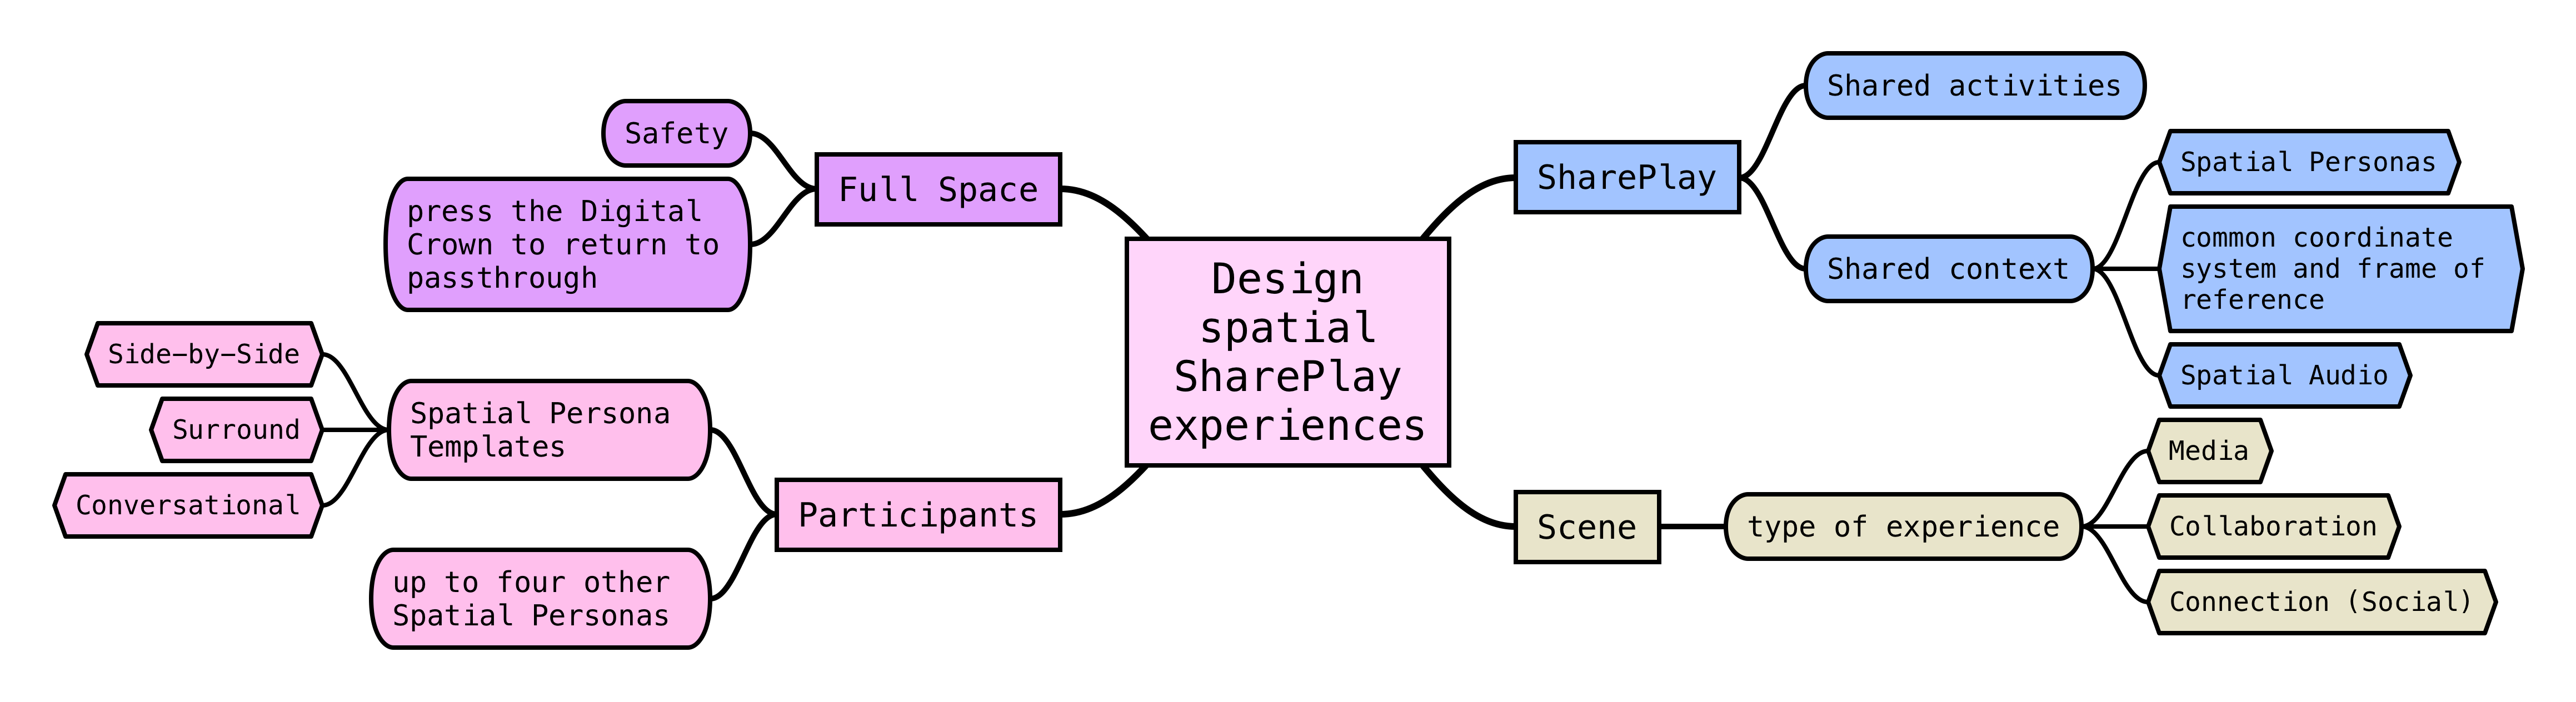 Design
spatial
SharePlay
experiences
SharePlay
Shared activities
Shared context
Spatial Personas
common coordinate
system and frame of
reference
Spatial Audio
Scene
type of experience
Media
Collaboration
Connection (Social)
Full Space
Safety
press the Digital
Crown to return to
passthrough
Participants
Spatial Persona
Templates
Side–by–Side
Surround
Conversational
up to four other
Spatial Personas